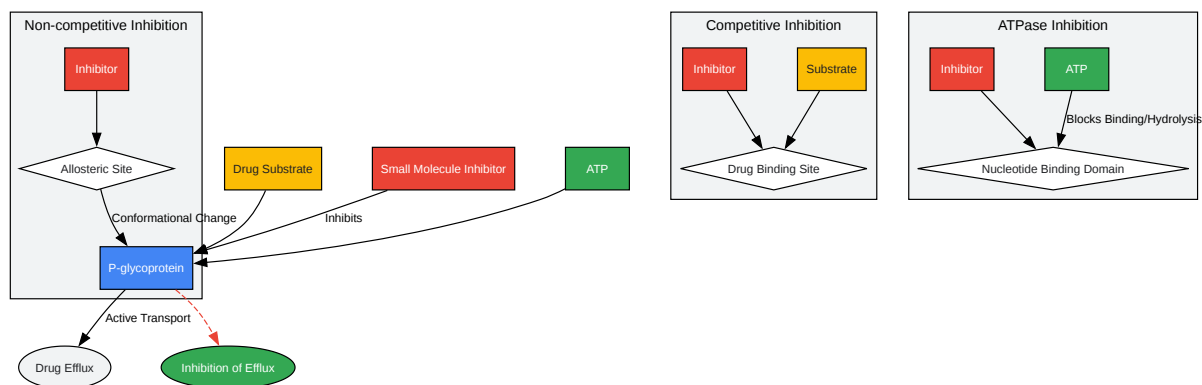 Non-competitive Inhibition
Competitive Inhibition
ATPase Inhibition
Inhibitor
Inhibitor
Substrate
Inhibitor
ATP
Blocks Binding/Hydrolysis
Allosteric Site
Drug Substrate
Small Molecule Inhibitor
ATP
Drug Binding Site
Nucleotide Binding Domain
Conformational Change
Inhibits
P-glycoprotein
Active Transport
Drug Efflux
Inhibition of Efflux